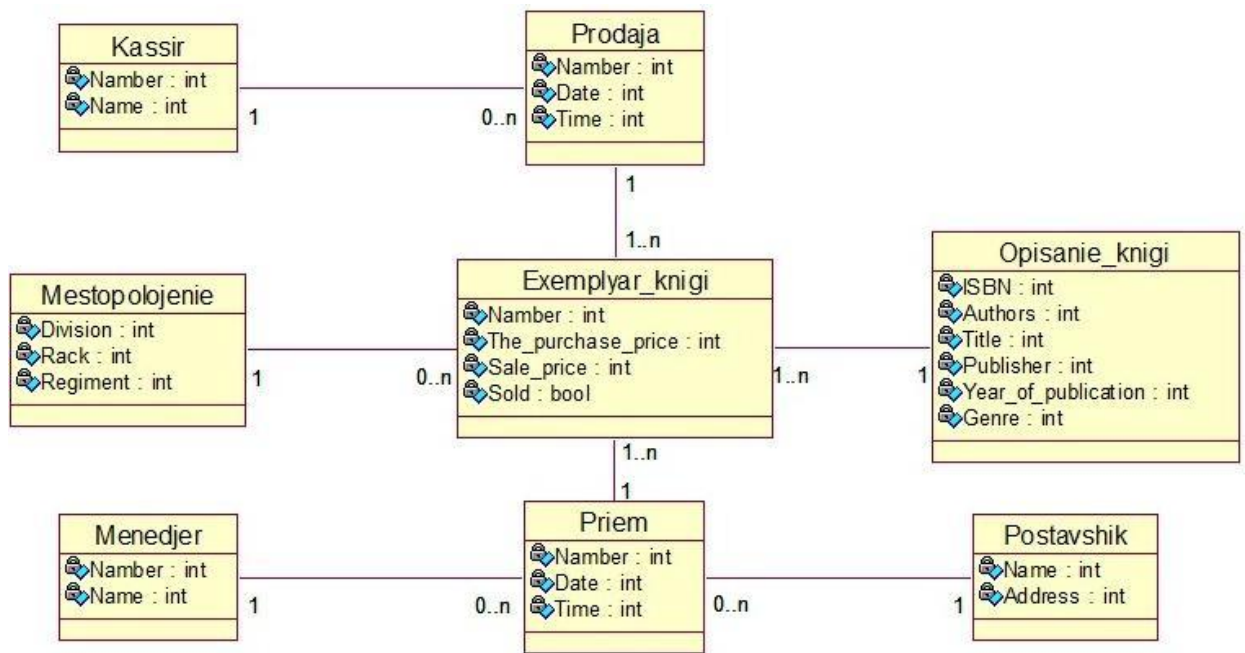 Kassir
Namber : int
Name : int
1
0..n
Prodaja
Namber : int
Date : int
Time : int
1
1..n
Mestopolojenie
Division : int
Rack : int
Regiment : int
1
0..n
Exemplyar_knigi
Namber : int
The_purchase_price : int
Sale_price : int
Sold : bool
1..n
1
Opisanie_knigi
ISBN : int
Authors : int
Title : int
Publisher : int
Year_of_publication : int
Genre : int
1..n
1
Menedjer
Namber : int
Name : int
1
0..n
Priem
Namber : int
Date : int
Time : int
0..n
1
Postavshik
Name : int
Address : int